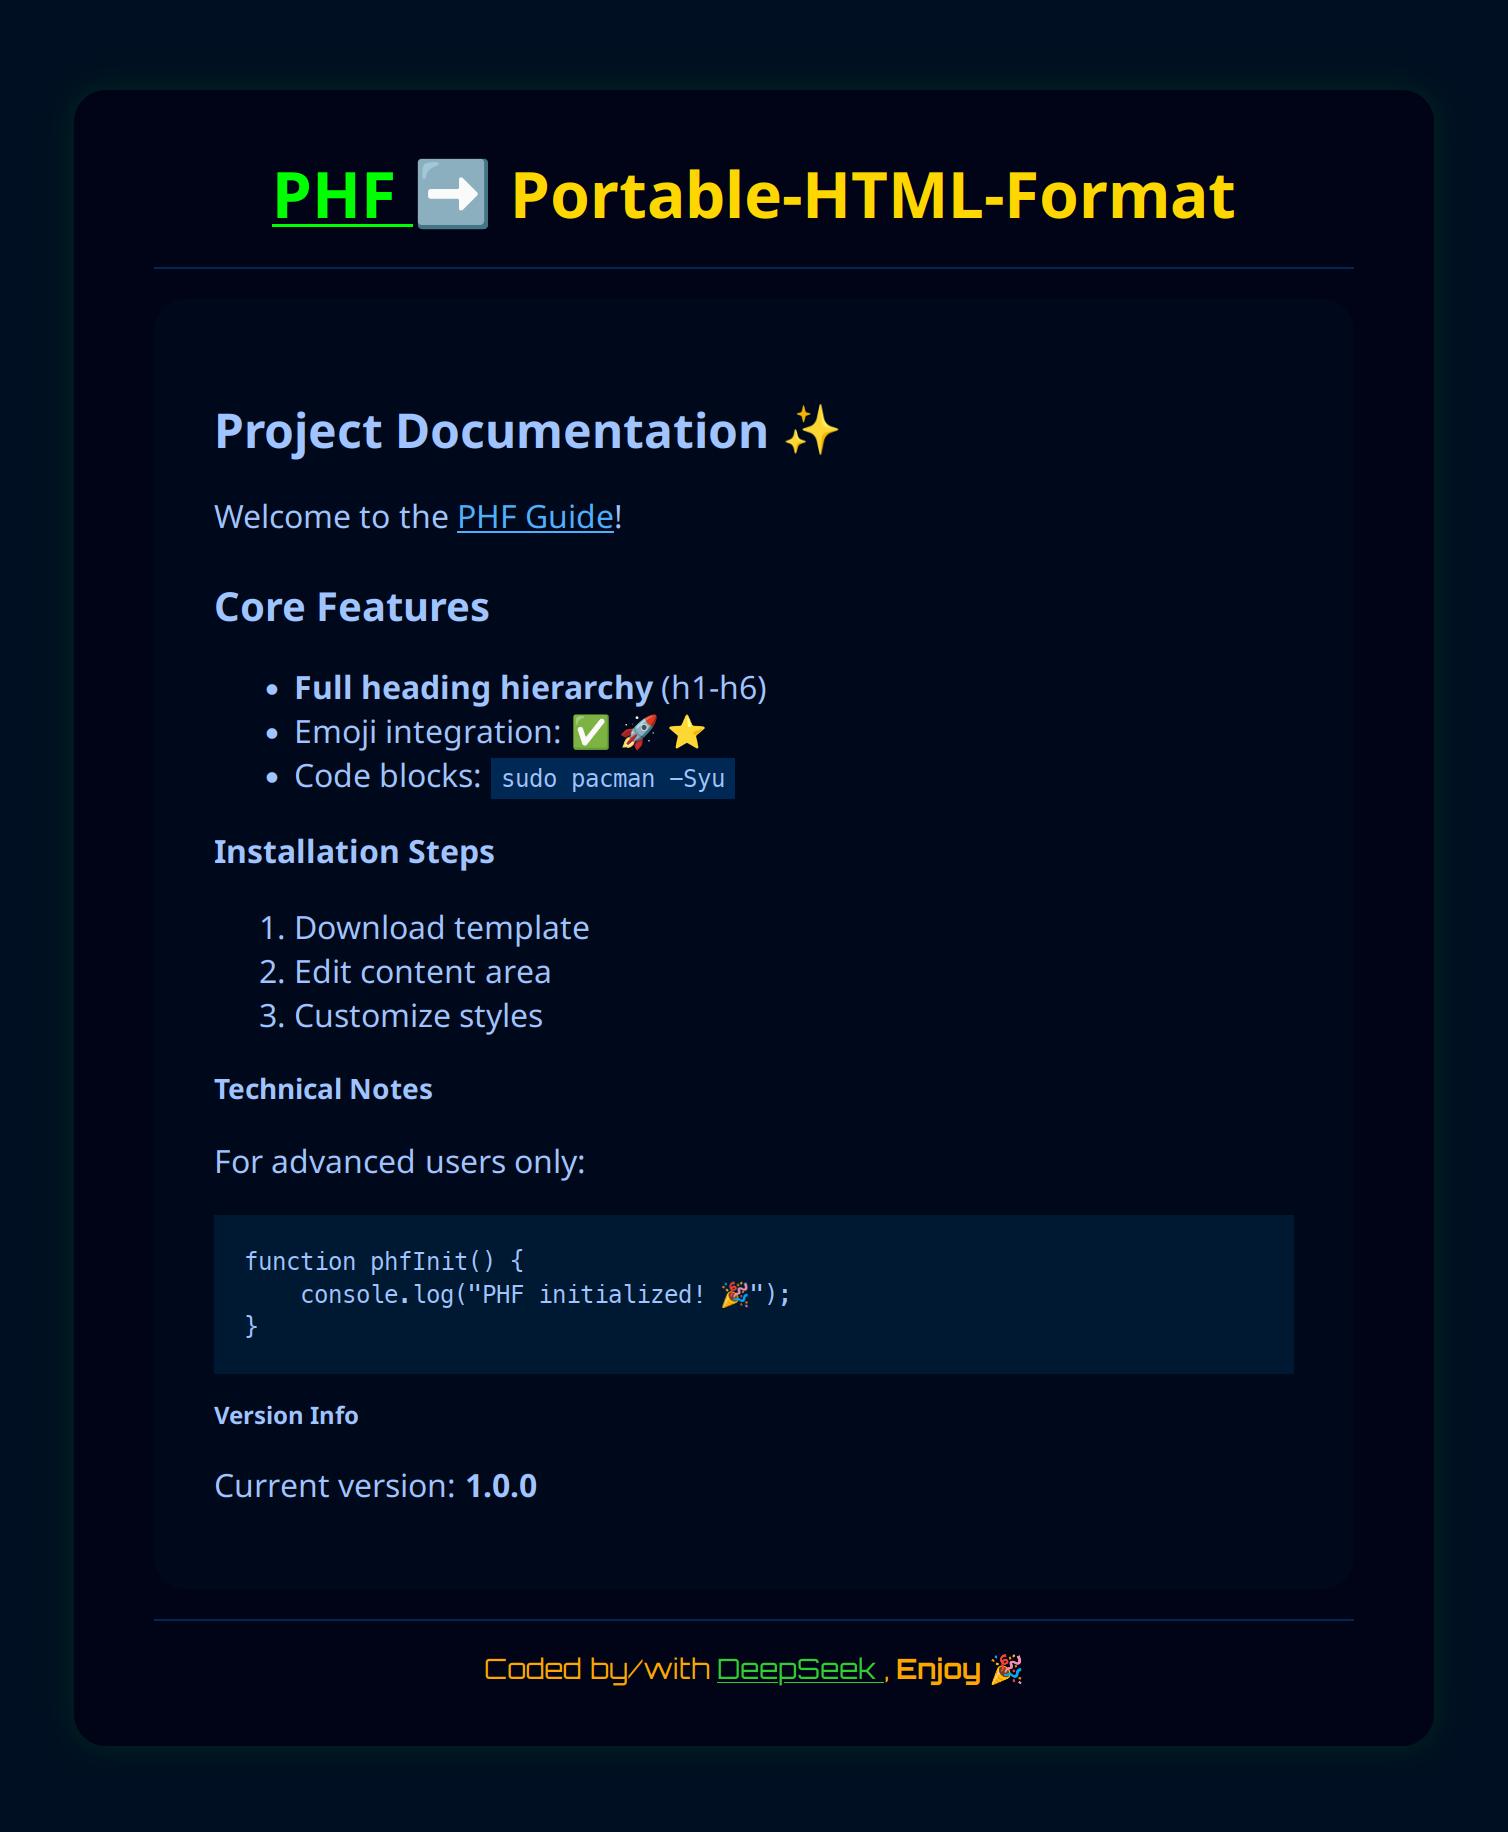 PHF ➡️ Portable-HTML-Format
Project Documentation ✨
Welcome to the PHF Guide!
Core Features
• Full heading hierarchy (h1-h6)
• Emoji integration: ✅ 🚀 ⭐
• Code blocks: sudo pacman -Syu
Installation Steps
1. Download template
2. Edit content area
3. Customize styles
Technical Notes
For advanced users only:
function phfInit() {
    console.log("PHF initialized! 🎉");
}
Version Info
Current version: 1.0.0
Coded by/with DeepSeek , Enjoy 🎉